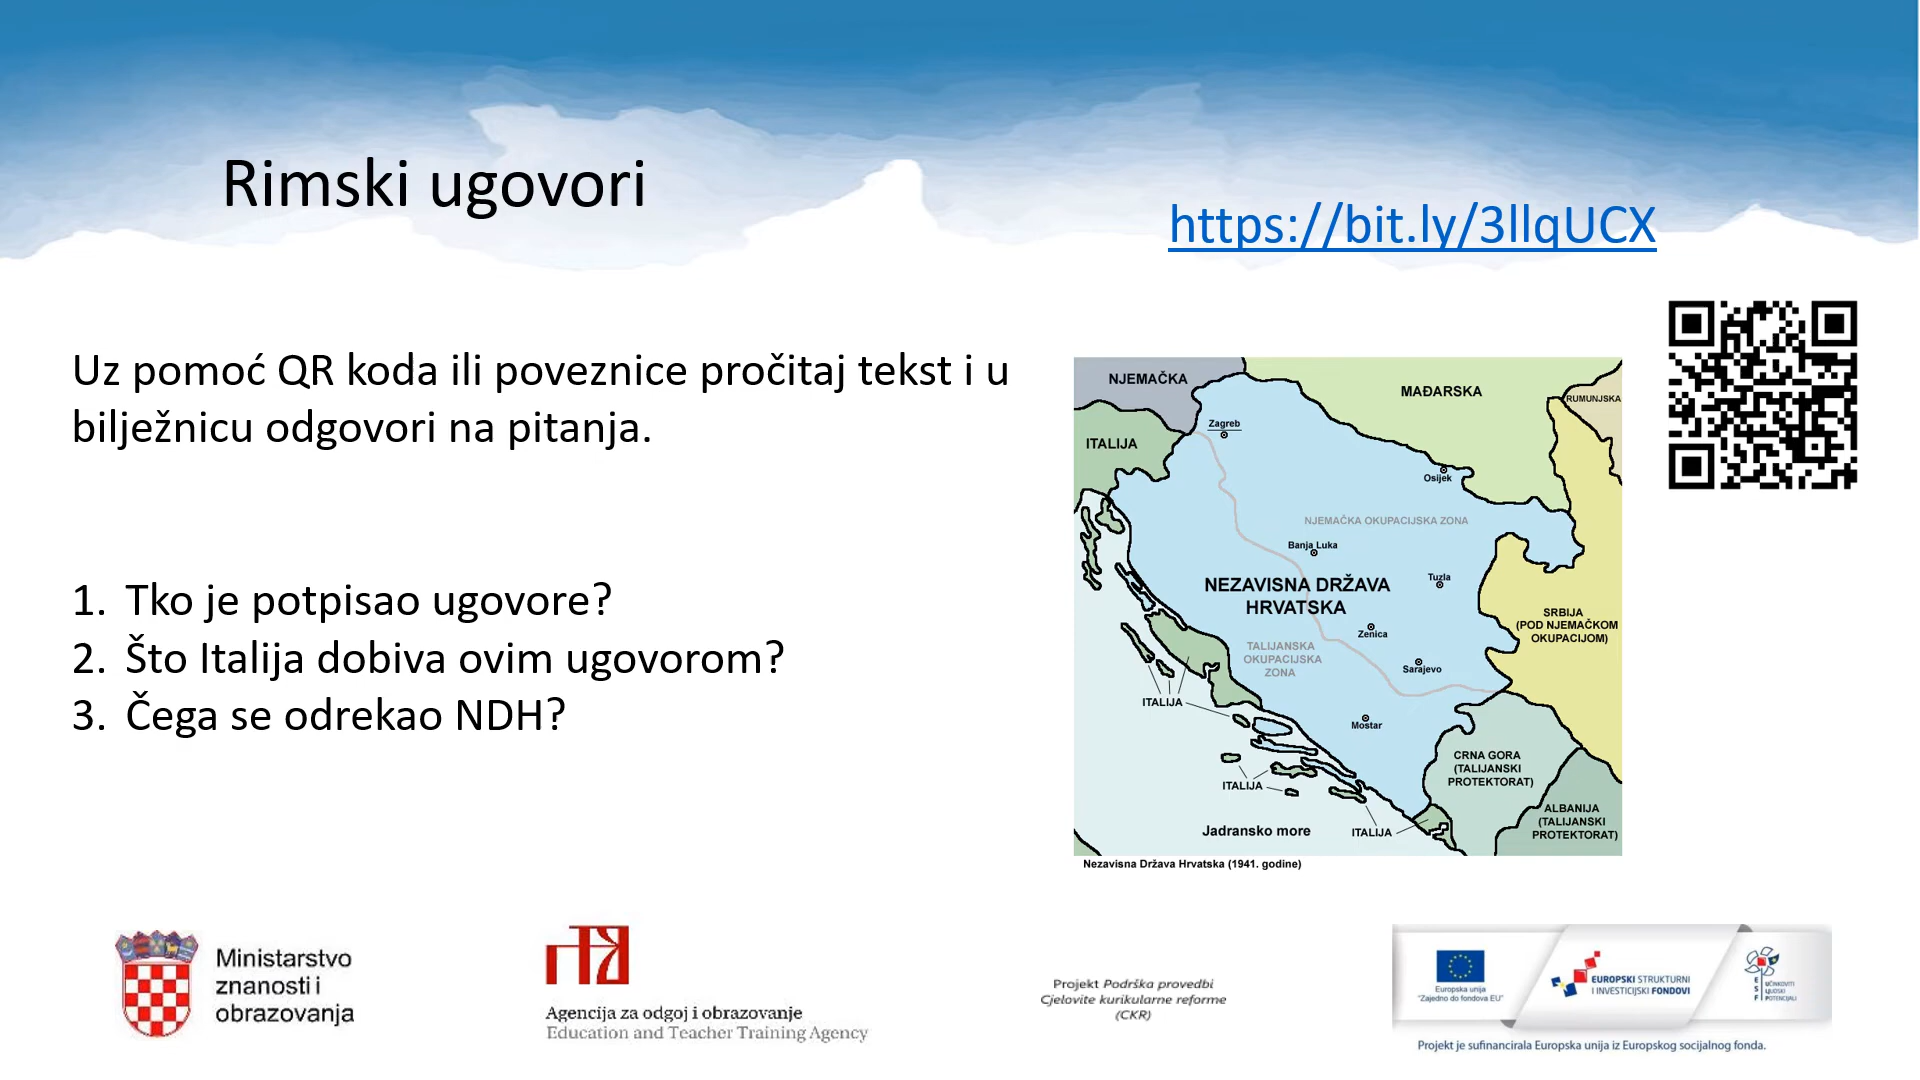 Rimski ugovori
https://bit.ly/3llqUCX
Uz pomoć QR koda ili poveznice pročitaj tekst i u
bilježnicu odgovori na pitanja.
1. Tko je potpisao ugovore?
2. Što Italija dobiva ovim ugovorom?
3. Čega se odrekao NDH?
NJEMAČKA
MAĐARSKA
RUMUNJSKA
ITALIJA
Zagreb
Osijek
NJEMAČKA OKUPACIJSKA ZONA
Banja Luka
Tuzla
NEZAVISNA DRŽAVA
HRVATSKA
SRBIJA
(POD NJEMAČKOM
OKUPACIJOM)
Zenica
TALIJANSKA
OKUPACIJSKA
ZONA
Sarajevo
ITALIJA
Mostar
CRNA GORA
(TALIJANSKI
PROTEKTORAT)
ITALIJA
ALBANIJA
(TALIJANSKI
PROTEKTORAT)
Jadransko more
ITALIJA
Nezavisna Država Hrvatska (1941. godine)
Ministarstvo
znanosti i
obrazovanja
Agencija za odgoj i obrazovanje
Education and Teacher Training Agency
Projekt Podrška provedbi
Cjelovite kurikularne reforme
(CKR)
Europska unija
"Zajedno do fondova EU"
EUROPSKI STRUKTURNI
I INVESTICIJSKI FONDOVI
ESF
UČINKOVITI
LJUDSKI
POTENCIJALI
Projekt je sufinancirala Europska unija iz Europskog socijalnog fonda.